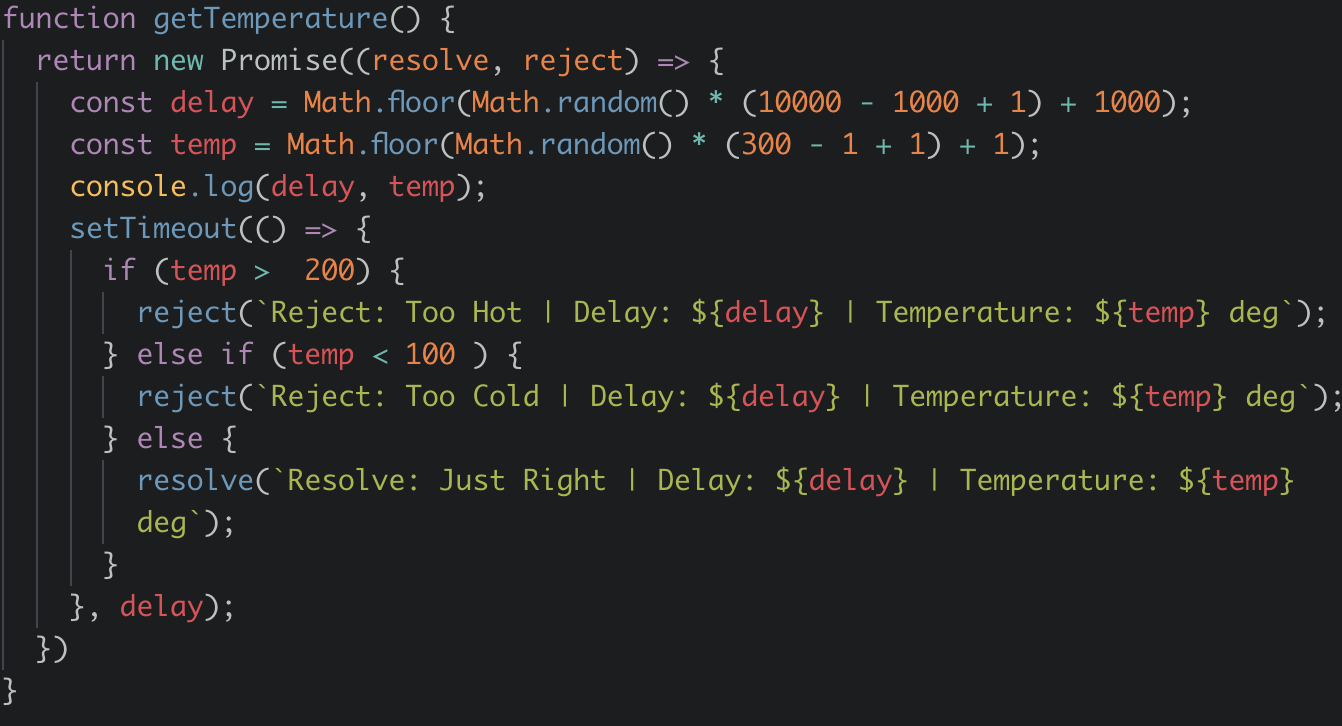 function getTemperature() {
  return new Promise((resolve, reject) => {
    const delay = Math.floor(Math.random() * (10000 - 1000 + 1) + 1000);
    const temp = Math.floor(Math.random() * (300 - 1 + 1) + 1);
    console.log(delay, temp);
    setTimeout(() => {
      if (temp >  200) {
        reject(`Reject: Too Hot | Delay: ${delay} | Temperature: ${temp} deg`);
      } else if (temp < 100 ) {
        reject(`Reject: Too Cold | Delay: ${delay} | Temperature: ${temp} deg`);
      } else {
        resolve(`Resolve: Just Right | Delay: ${delay} | Temperature: ${temp}
        deg`);
      }
    }, delay);
  })
}